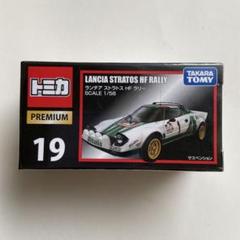 トミカ
PREMIUM
19
LANCIA STRATOS HF RALLY
ランチア ストラトス HF ラリー
SCALE 1/58
TAKARA
TOMY
サスペンション